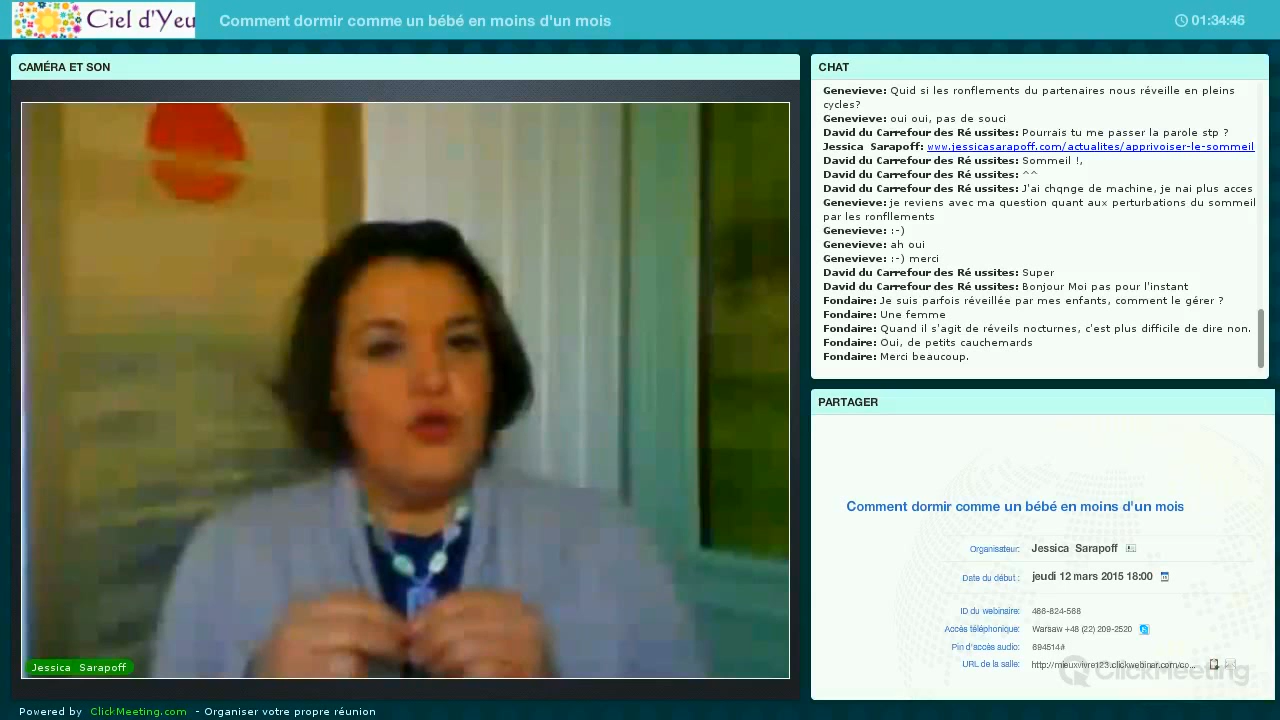 Ciel d'Yeu
Comment dormir comme un bébé en moins d'un mois
01:34:46
CAMÉRA ET SON
Jessica Sarapoff
CHAT
Genevieve: Quid si les ronflements du partenaires nous réveille en pleins
cycles?
Genevieve: oui oui, pas de souci
David du Carrefour des Ré ussites: Pourrais tu me passer la parole stp ?
Jessica Sarapoff: www.jessicasarapoff.com/actualites/apprivoiser-le-sommeil
David du Carrefour des Ré ussites: Sommeil !,
David du Carrefour des Ré ussites: ^^
David du Carrefour des Ré ussites: J'ai chqnge de machine, je nai plus acces
Genevieve: je reviens avec ma question quant aux perturbations du sommeil
par les ronfllements
Genevieve: :-)
Genevieve: ah oui
Genevieve: :-) merci
David du Carrefour des Ré ussites: Super
David du Carrefour des Ré ussites: Bonjour Moi pas pour l'instant
Fondaire: Je suis parfois réveillée par mes enfants, comment le gérer ?
Fondaire: Une femme
Fondaire: Quand il s'agit de réveils nocturnes, c'est plus difficile de dire non.
Fondaire: Oui, de petits cauchemards
Fondaire: Merci beaucoup.
PARTAGER
Comment dormir comme un bébé en moins d'un mois
Organisateur: Jessica Sarapoff
Date du début : jeudi 12 mars 2015 18:00
ID du webinaire: 466-824-568
Accès téléphonique: Warsaw +48 (22) 209-2520
Pin d'accès audio: 694514#
URL de la salle: http://mieuxvivre123.clickwebinar.com/co...
ClickMeeting
Powered by ClickMeeting.com - Organiser votre propre réunion